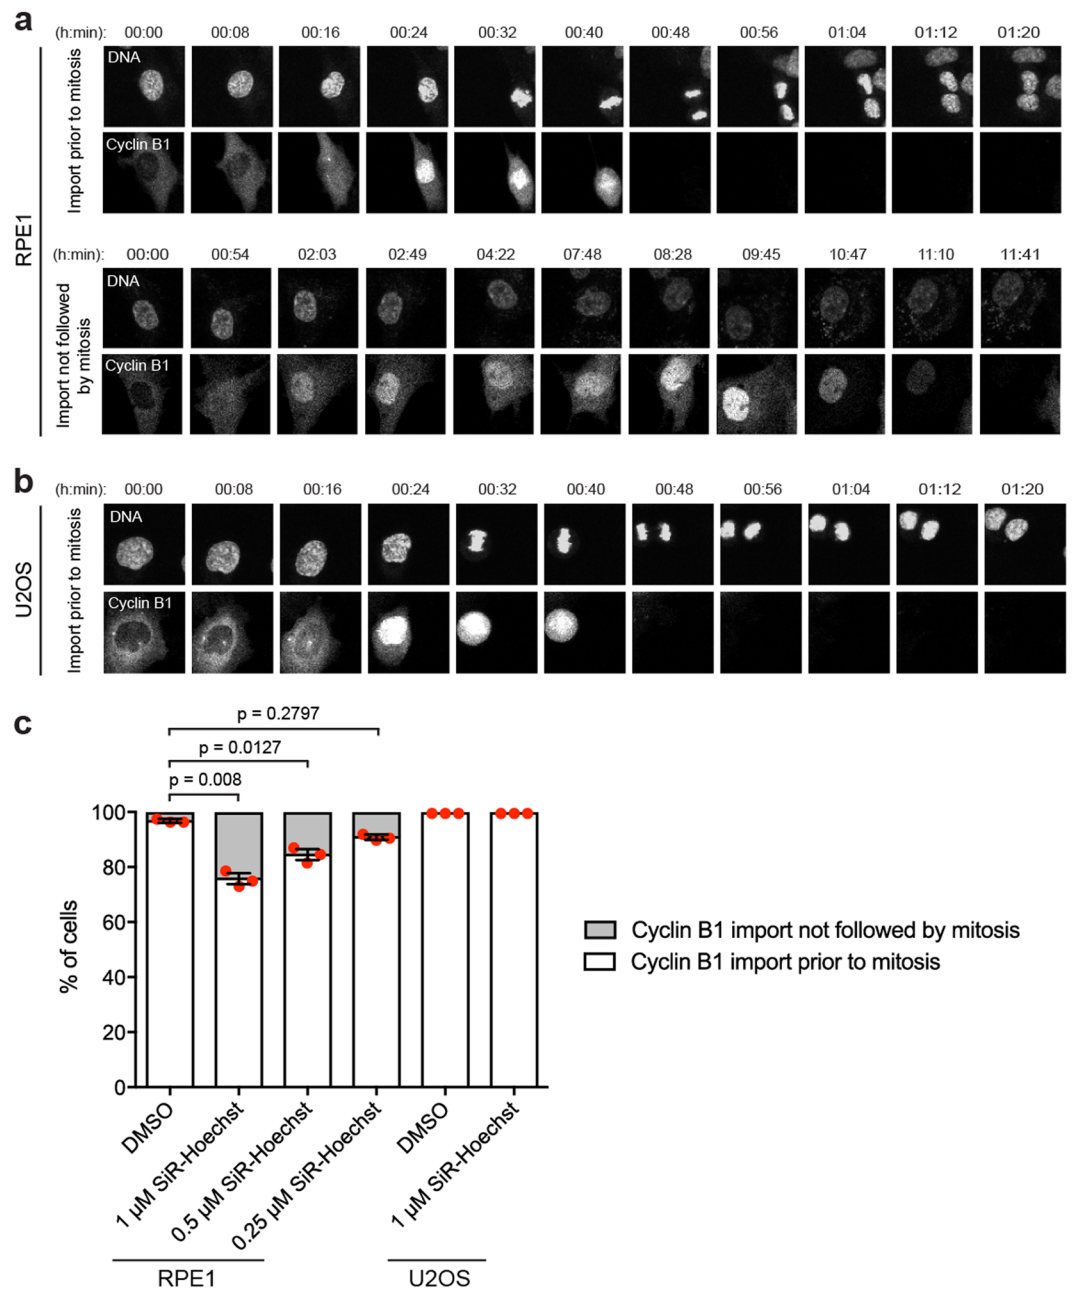 a
(h:min): 00:00 00:08 00:16 00:24 00:32 00:40 00:48 00:56 01:04 01:12 01:20
RPE1
Import prior to mitosis
DNA
Cyclin B1
(h:min): 00:00 00:54 02:03 02:49 04:22 07:48 08:28 09:45 10:47 11:10 11:41
Import not followed
by mitosis
DNA
Cyclin B1
b
(h:min): 00:00 00:08 00:16 00:24 00:32 00:40 00:48 00:56 01:04 01:12 01:20
U2OS
Import prior to mitosis
DNA
Cyclin B1
c
p = 0.2797
p = 0.0127
p = 0.008
% of cells
100
80
60
40
20
0
Cyclin B1 import not followed by mitosis
Cyclin B1 import prior to mitosis
DMSO
1 µM SiR-Hoechst
0.5 µM SiR-Hoechst
0.25 µM SiR-Hoechst
DMSO
1 µM SiR-Hoechst
RPE1 U2OS